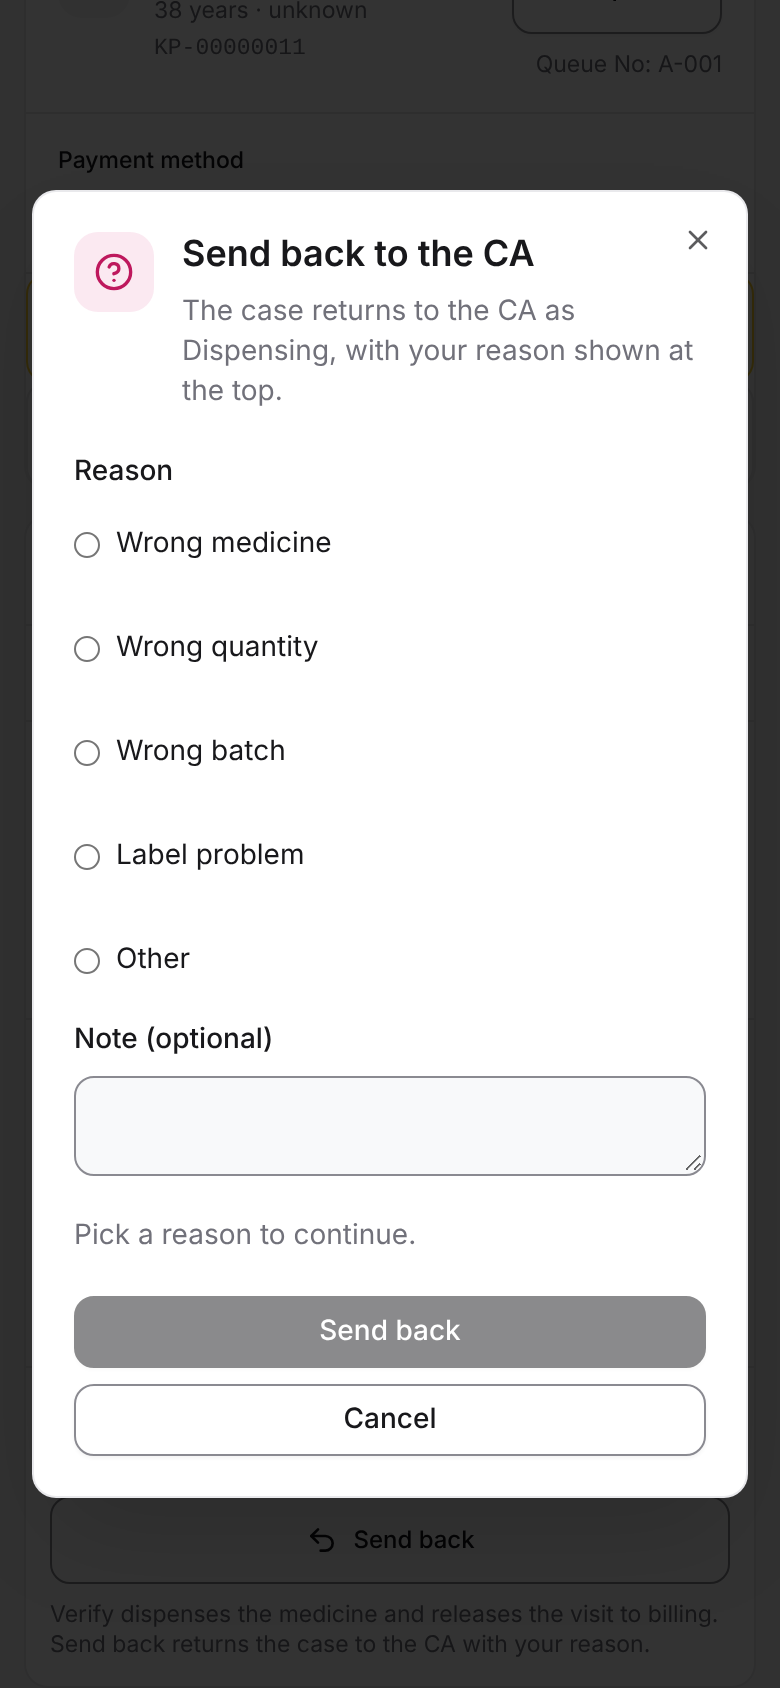 38 years · unknown
KP-00000011
Queue No: A-001
Payment method
Send back to the CA
The case returns to the CA as
Dispensing, with your reason shown at
the top.
Reason
Wrong medicine
Wrong quantity
Wrong batch
Label problem
Other
Note (optional)
Pick a reason to continue.
Send back
Cancel
Send back
Verify dispenses the medicine and releases the visit to billing.
Send back returns the case to the CA with your reason.